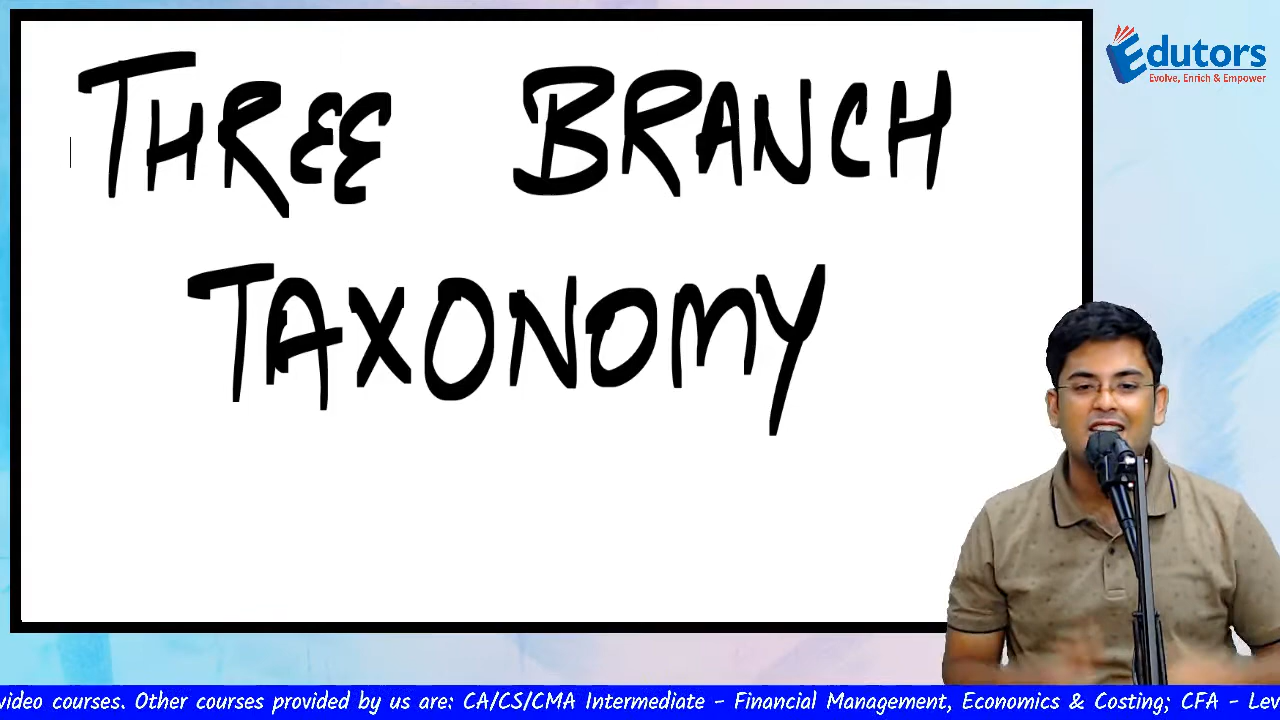 THREE BRANCH
TAXONOMY
Edutors
Evolve, Enrich & Empower
video courses. Other courses provided by us are: CA/CS/CMA Intermediate - Financial Management, Economics & Costing; CFA - Lev